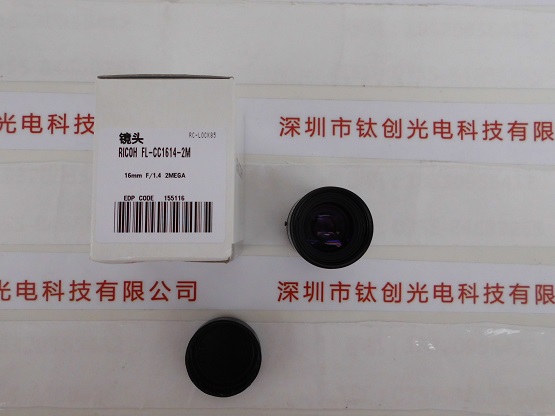 镜头
RC-LOCK85
RICOH FL-CC1614-2M
16mm F/1.4 2MEGA
EDP CODE 155116
光电科技
深圳市钛创光电科技有限
光电科技有限公司
深圳市钛创光电科技有限